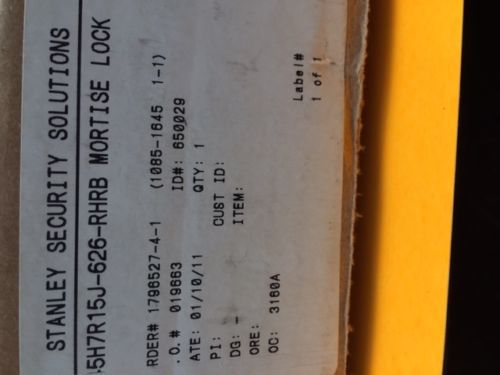 STANLEY SECURITY SOLUTIONS
45H7R15J-626-RHRB MORTISE LOCK
RDER# 1796527-4-1 (1085-1645 1-1)
.O. # 019663 ID#: 650029
ATE: 01/10/11 QTY: 1
PI: CUST ID:
DG: - ITEM:
ORE:
OC: 3160A
Label#
1 of 1